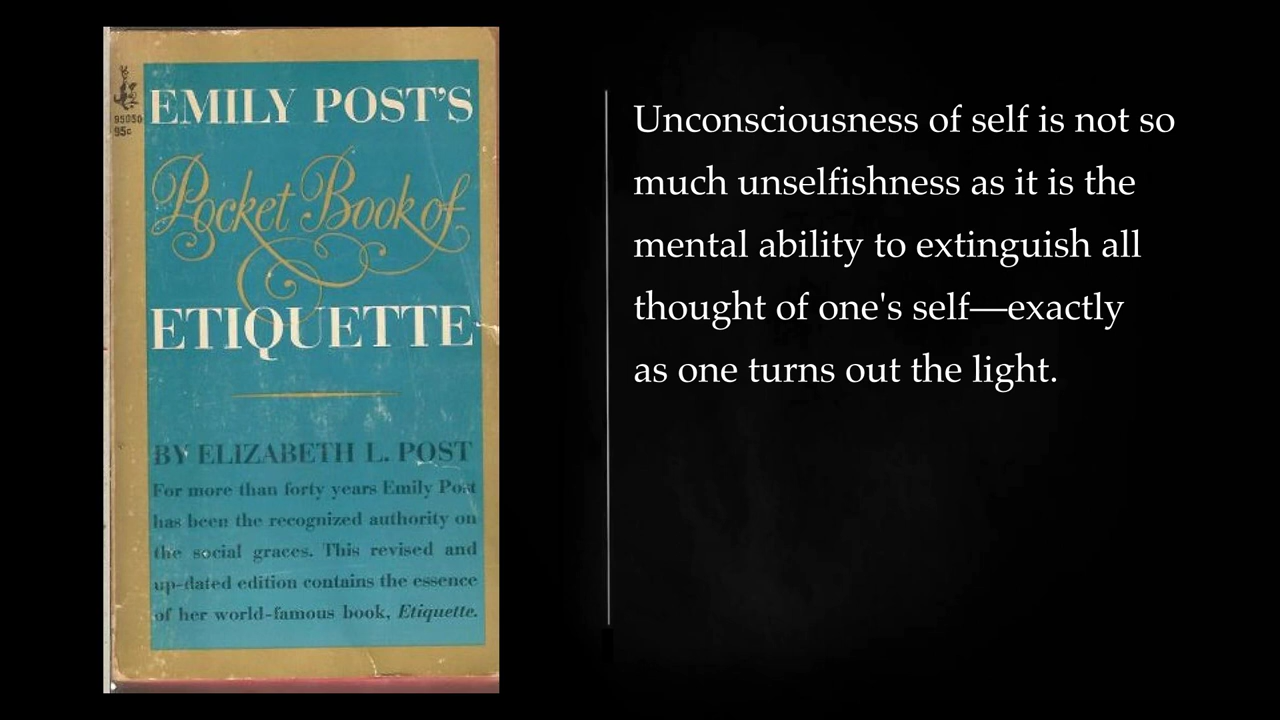 EMILY POST'S
95050
95c
Pocket Book of
ETIQUETTE
BY ELIZABETH L. POST
For more than forty years Emily Post
has been the recognized authority on
the social graces. This revised and
up-dated edition contains the essence
of her world-famous book, Etiquette.
Unconsciousness of self is not so
much unselfishness as it is the
mental ability to extinguish all
thought of one's self—exactly
as one turns out the light.